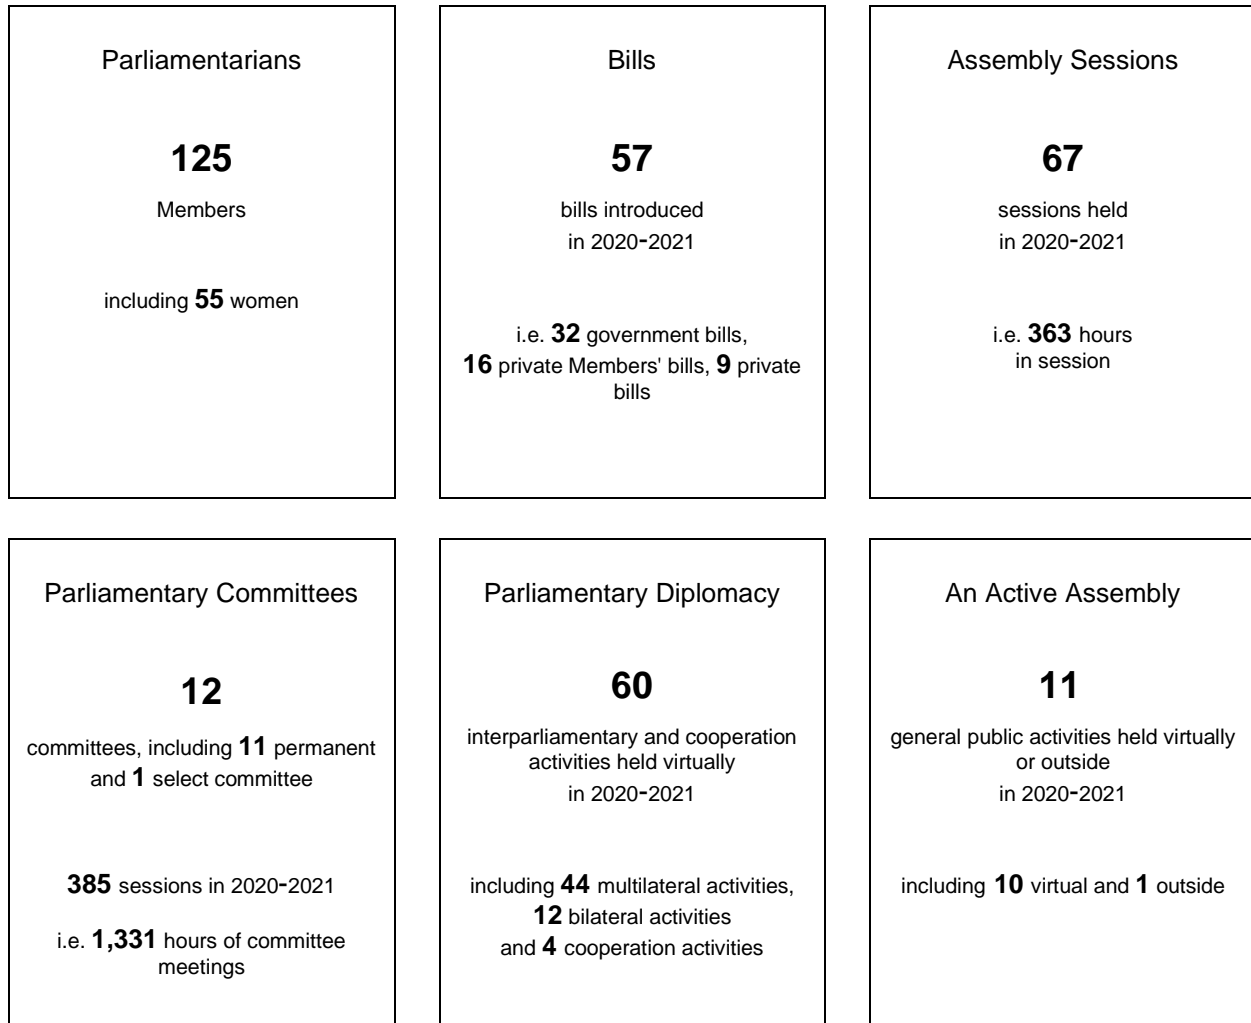 Parliamentarians
125
Members
including 55 women
Bills
57
bills introduced
in 2020-2021
i.e. 32 government bills,
16 private Members' bills, 9 private
bills
Assembly Sessions
67
sessions held
in 2020-2021
i.e. 363 hours
in session
Parliamentary Committees
12
committees, including 11 permanent
and 1 select committee
385 sessions in 2020-2021
i.e. 1,331 hours of committee
meetings
Parliamentary Diplomacy
60
interparliamentary and cooperation
activities held virtually
in 2020-2021
including 44 multilateral activities,
12 bilateral activities
and 4 cooperation activities
An Active Assembly
11
general public activities held virtually
or outside
in 2020-2021
including 10 virtual and 1 outside